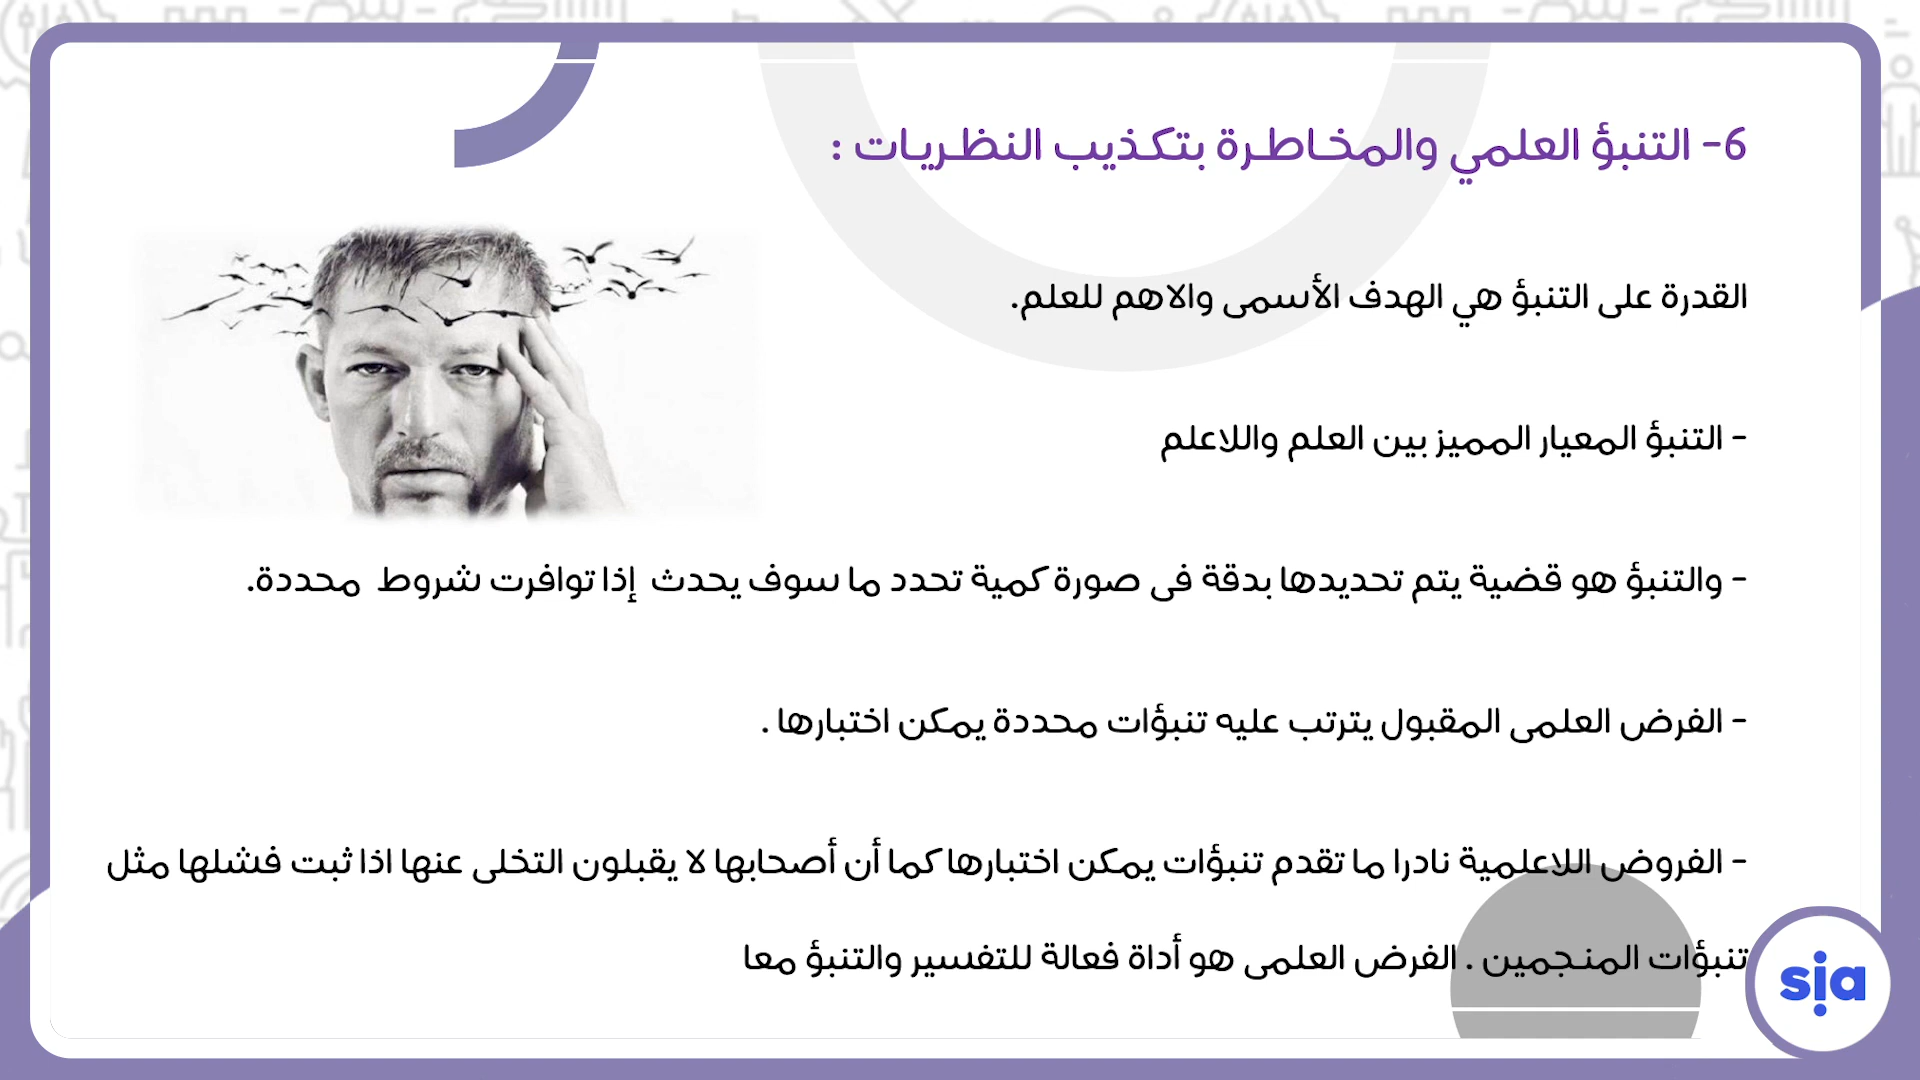 6- التنبؤ العلمي والمخاطرة بتكذيب النظريات :
القدرة على التنبؤ هي الهدف الأسمى والاهم للعلم.
- التنبؤ المعيار المميز بين العلم واللاعلم
- والتنبؤ هو قضية يتم تحديدها بدقة فى صورة كمية تحدد ما سوف يحدث إذا توافرت شروط محددة.
- الفرض العلمى المقبول يترتب عليه تنبؤات محددة يمكن اختبارها .
- الفروض اللاعلمية نادرا ما تقدم تنبؤات يمكن اختبارها كما أن أصحابها لا يقبلون التخلى عنها اذا ثبت فشلها مثل
تنبؤات المنجمين . الفرض العلمى هو أداة فعالة للتفسير والتنبؤ معا
sia